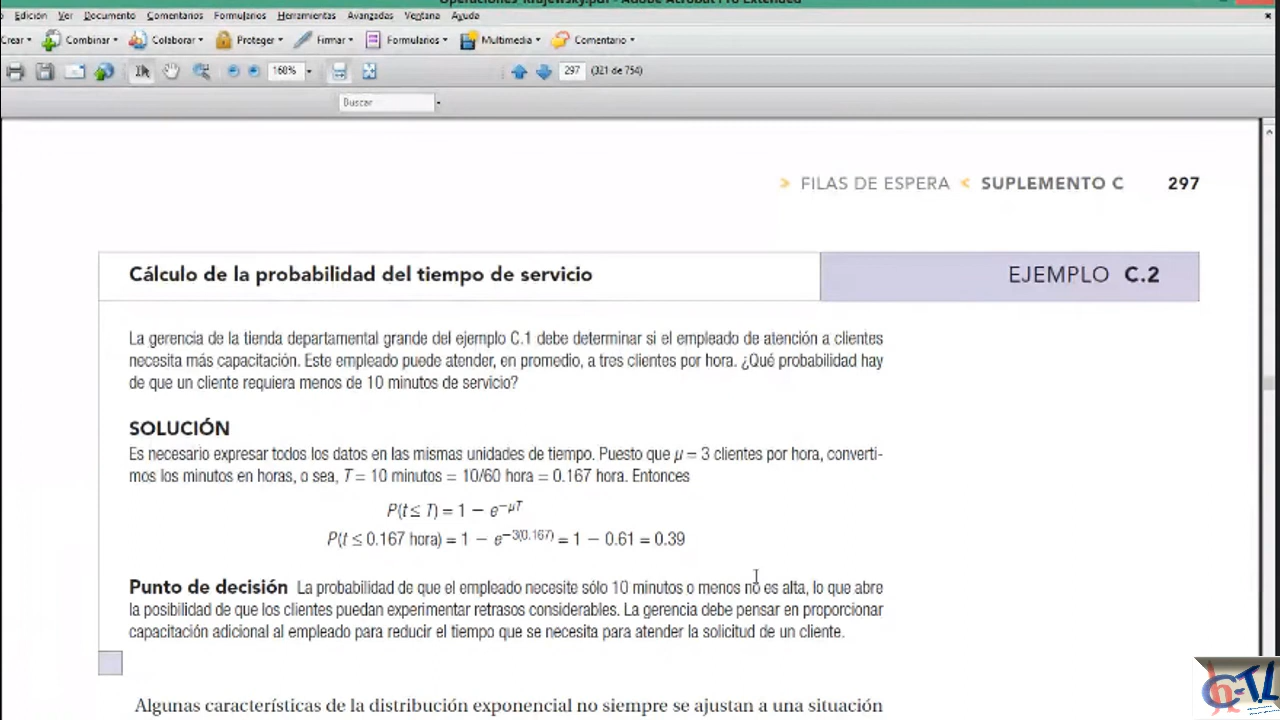 Operaciones_Krajewsky.pdf - Adobe Acrobat Pro Extended
Edición Ver Documento Comentarios Formularios Herramientas Avanzadas Ventana Ayuda
Crear Combinar Colaborar Proteger Firmar Formularios Multimedia Comentario
160% 297 (321 de 754)
Buscar
> FILAS DE ESPERA < SUPLEMENTO C 297
Cálculo de la probabilidad del tiempo de servicio EJEMPLO C.2
La gerencia de la tienda departamental grande del ejemplo C.1 debe determinar si el empleado de atención a clientes
necesita más capacitación. Este empleado puede atender, en promedio, a tres clientes por hora. ¿Qué probabilidad hay
de que un cliente requiera menos de 10 minutos de servicio?
SOLUCIÓN
Es necesario expresar todos los datos en las mismas unidades de tiempo. Puesto que μ = 3 clientes por hora, converti-
mos los minutos en horas, o sea, T = 10 minutos = 10/60 hora = 0.167 hora. Entonces
P(t ≤ T) = 1 − e^−μT
P(t ≤ 0.167 hora) = 1 − e^−3(0.167) = 1 − 0.61 = 0.39
Punto de decisión La probabilidad de que el empleado necesite sólo 10 minutos o menos no es alta, lo que abre
la posibilidad de que los clientes puedan experimentar retrasos considerables. La gerencia debe pensar en proporcionar
capacitación adicional al empleado para reducir el tiempo que se necesita para atender la solicitud de un cliente.
Algunas características de la distribución exponencial no siempre se ajustan a una situación